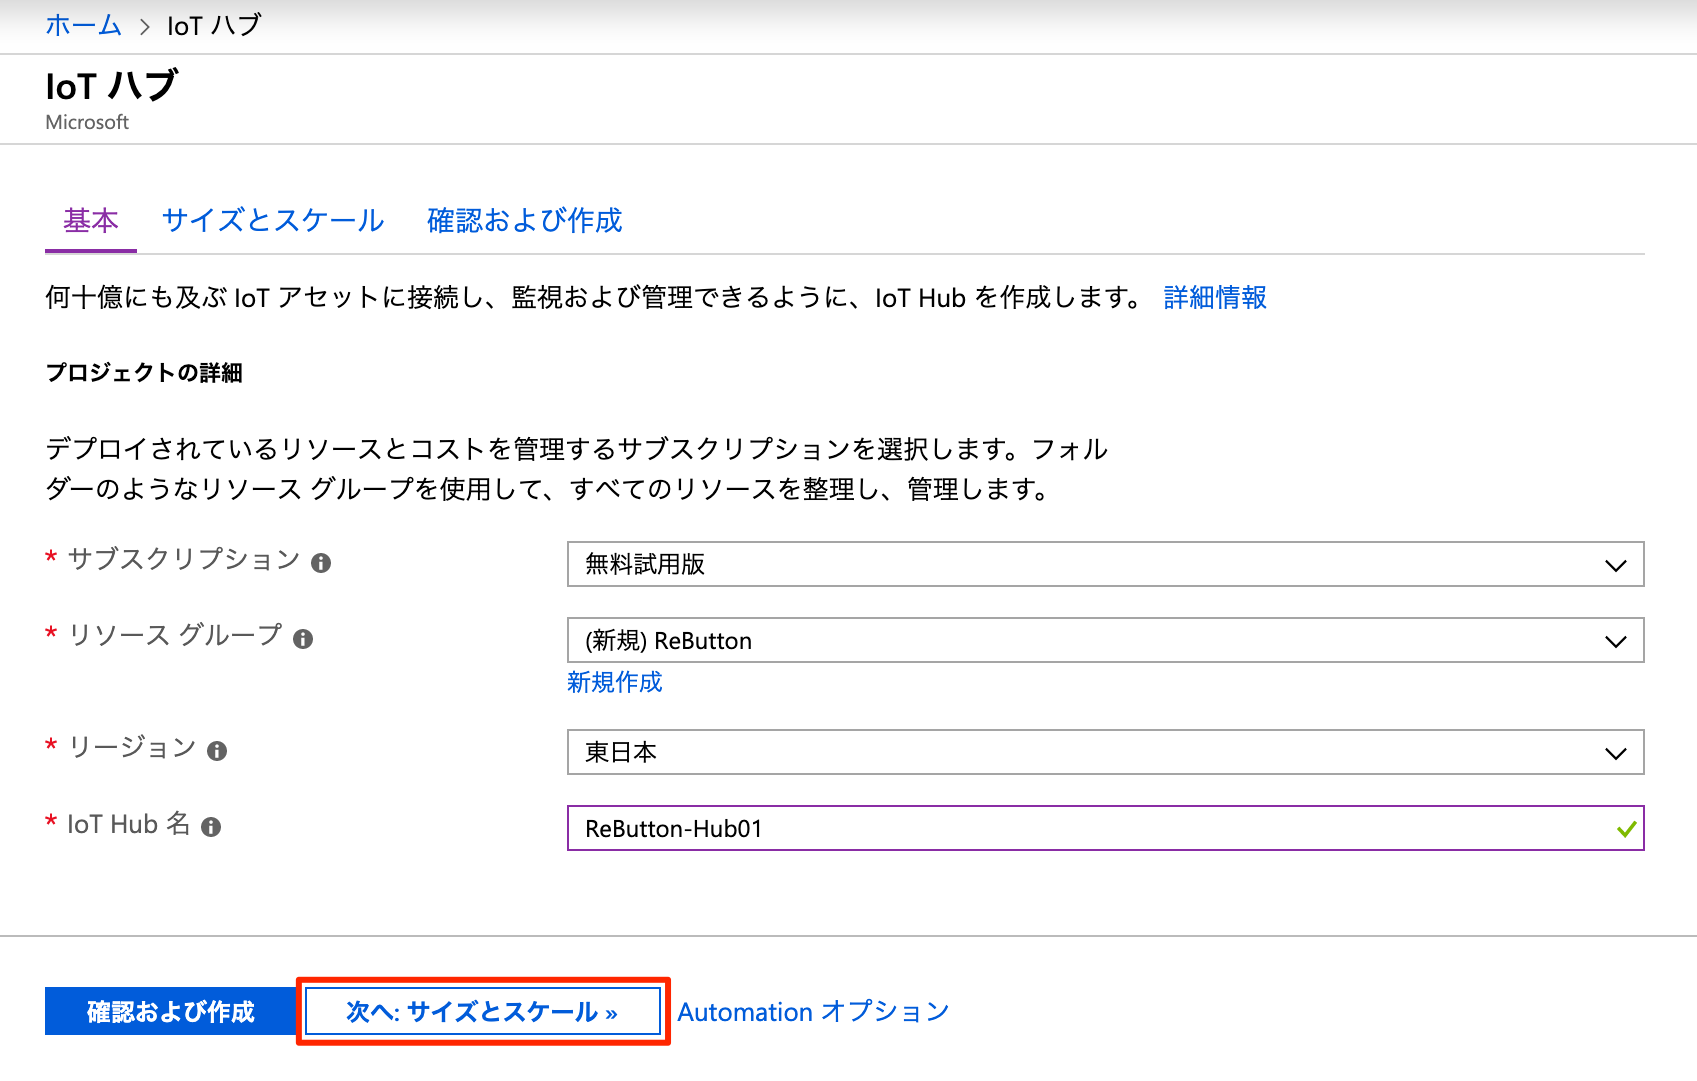 ホーム > IoT ハブ
IoT ハブ
Microsoft
基本 サイズとスケール 確認および作成
何十億にも及ぶ IoT アセットに接続し、監視および管理できるように、IoT Hub を作成します。 詳細情報
プロジェクトの詳細
デプロイされているリソースとコストを管理するサブスクリプションを選択します。フォル
ダーのようなリソース グループを使用して、すべてのリソースを整理し、管理します。
* サブスクリプション 無料試用版
* リソース グループ (新規) ReButton
新規作成
* リージョン 東日本
* IoT Hub 名 ReButton-Hub01
確認および作成 次へ: サイズとスケール » Automation オプション